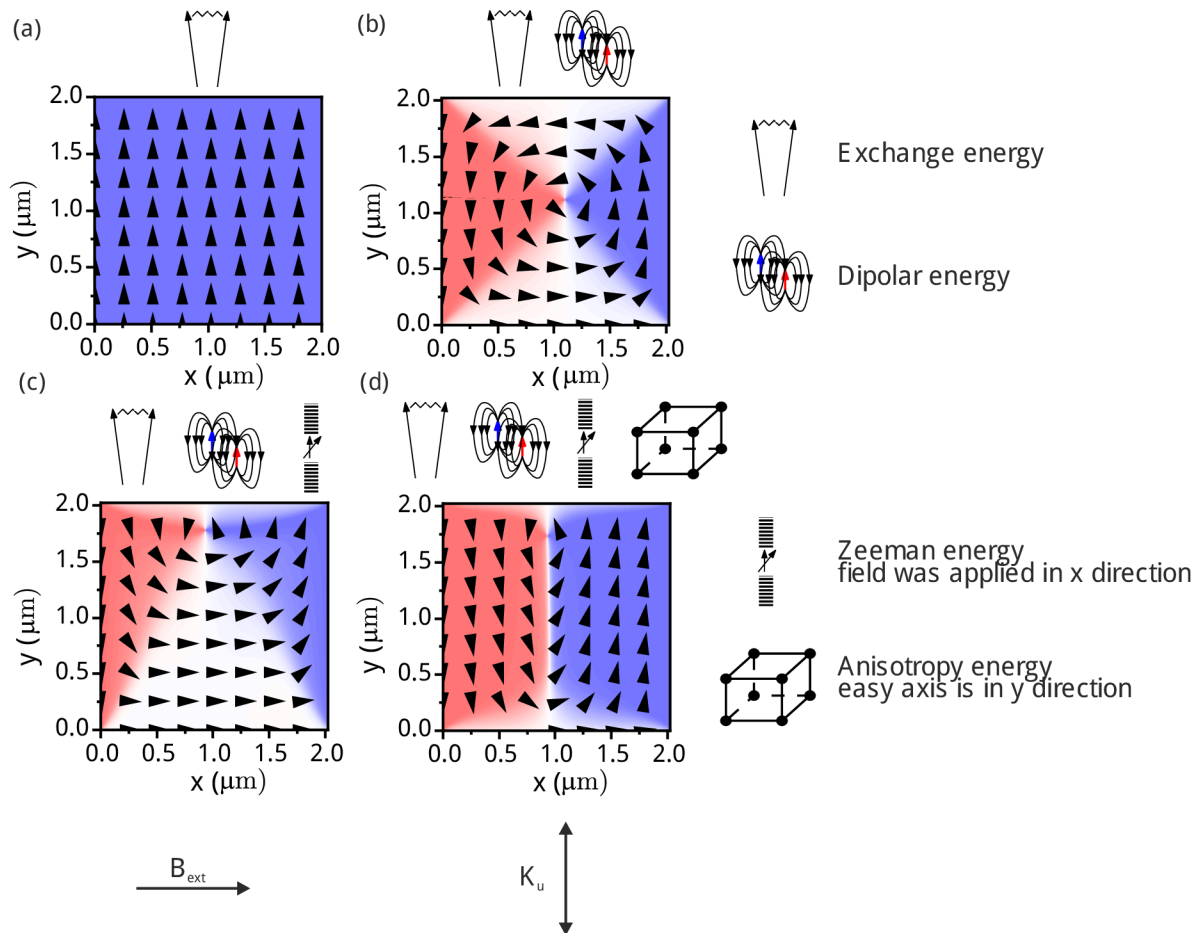 (a)
(b)
2.0
1.5
1.0
0.5
0.0
y (μm)
0.0 0.5 1.0 1.5 2.0
x (μm)
2.0
1.5
1.0
0.5
0.0
y (μm)
0.0 0.5 1.0 1.5 2.0
x (μm)
Exchange energy
Dipolar energy
(c)
(d)
2.0
1.5
1.0
0.5
0.0
y (μm)
0.0 0.5 1.0 1.5 2.0
x (μm)
2.0
1.5
1.0
0.5
0.0
y (μm)
0.0 0.5 1.0 1.5 2.0
x (μm)
Zeeman energy
field was applied in x direction
Anisotropy energy
easy axis is in y direction
Bext
Ku